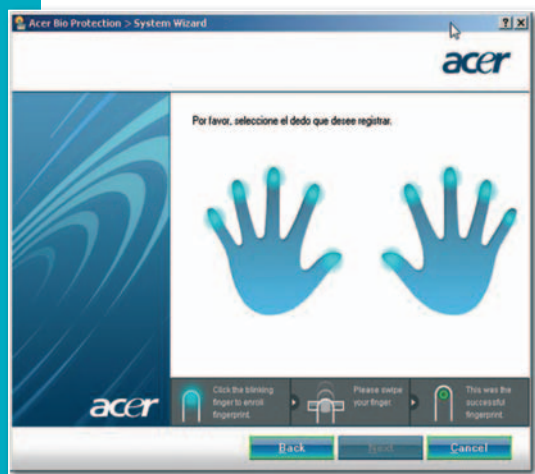 Acer Bio Protection > System Wizard
acer
Por favor, seleccione el dedo que desee registrar.
Click the blinking
finger to enroll
fingerprint.
Please swipe
your finger.
This was the
successful
fingerprint
acer
Back
Next
Cancel